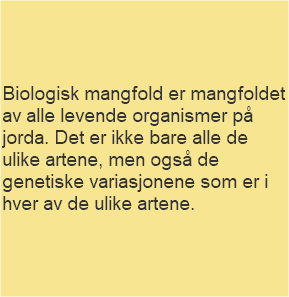 Biologisk mangfold er mangfoldet
av alle levende organismer på
jorda. Det er ikke bare alle de
ulike artene, men også de
genetiske variasjonene som er i
hver av de ulike artene.